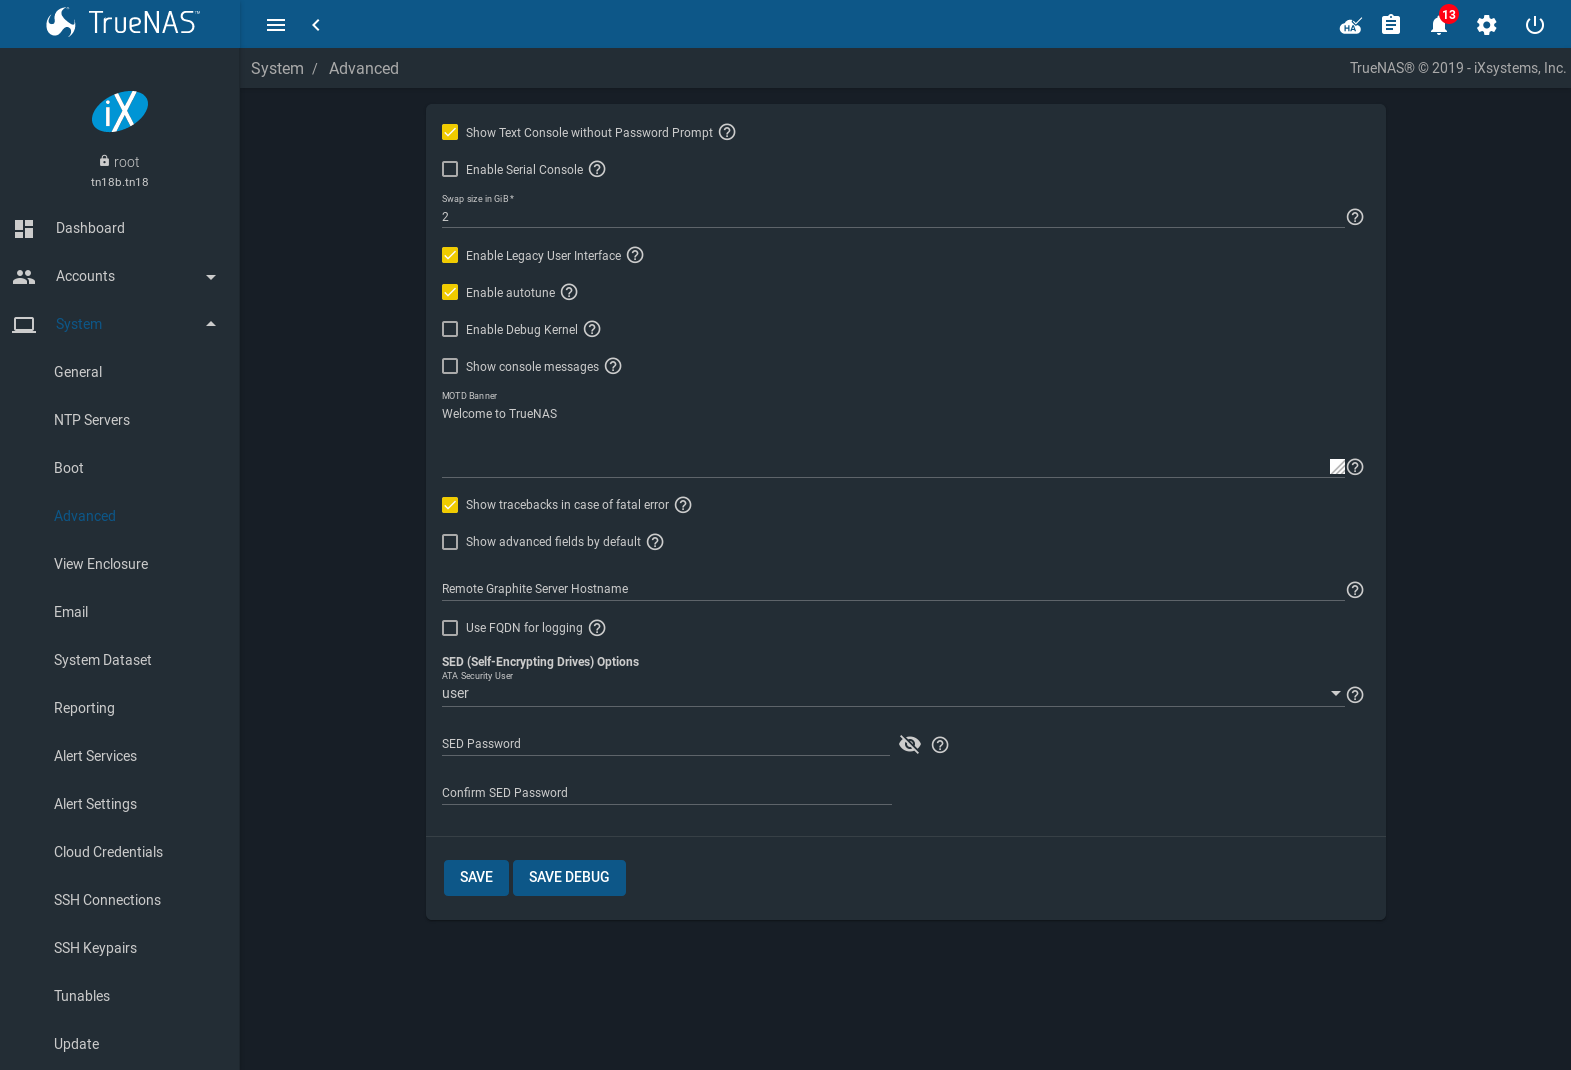 TrueNAS™
HA
13
System / Advanced
TrueNAS® © 2019 - iXsystems, Inc.
iX
root
tn18b.tn18
Dashboard
Accounts
System
General
NTP Servers
Boot
Advanced
View Enclosure
Email
System Dataset
Reporting
Alert Services
Alert Settings
Cloud Credentials
SSH Connections
SSH Keypairs
Tunables
Update
Show Text Console without Password Prompt
Enable Serial Console
Swap size in GiB *
2
Enable Legacy User Interface
Enable autotune
Enable Debug Kernel
Show console messages
MOTD Banner
Welcome to TrueNAS
Show tracebacks in case of fatal error
Show advanced fields by default
Remote Graphite Server Hostname
Use FQDN for logging
SED (Self-Encrypting Drives) Options
ATA Security User
user
SED Password
Confirm SED Password
SAVE SAVE DEBUG